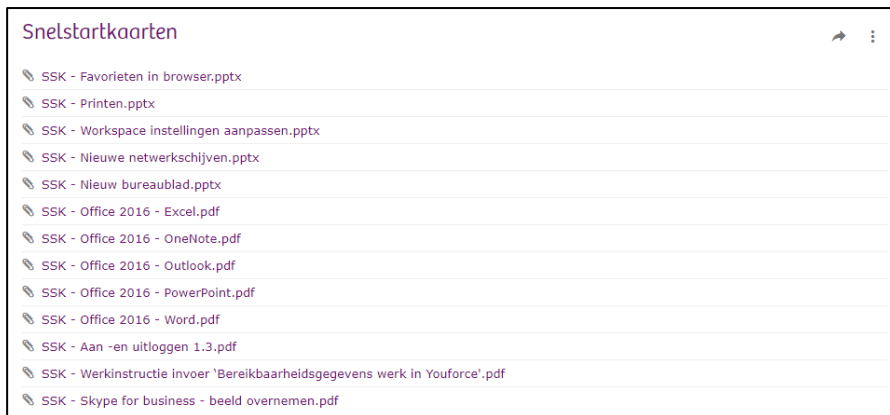 Snelstartkaarten
SSK - Favorieten in browser.pptx
SSK - Printen.pptx
SSK - Workspace instellingen aanpassen.pptx
SSK - Nieuwe netwerkschijven.pptx
SSK - Nieuw bureaublad.pptx
SSK - Office 2016 - Excel.pdf
SSK - Office 2016 - OneNote.pdf
SSK - Office 2016 - Outlook.pdf
SSK - Office 2016 - PowerPoint.pdf
SSK - Office 2016 - Word.pdf
SSK - Aan -en uitloggen 1.3.pdf
SSK - Werkinstructie invoer 'Bereikbaarheidsgegevens werk in Youforce'.pdf
SSK - Skype for business - beeld overnemen.pdf